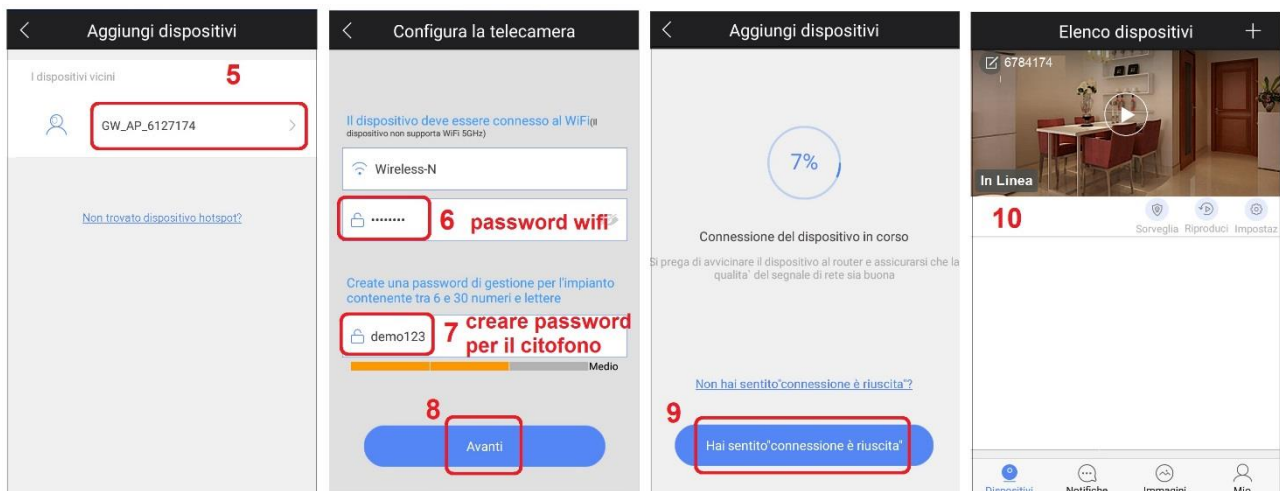 Aggiungi dispositivi
I dispositivi vicini
5
GW_AP_6127174
Non trovato dispositivo hotspot?
Configura la telecamera
Il dispositivo deve essere connesso al WiFi(Il
dispositivo non supporta WiFi 5GHz)
Wireless-N
•••••••• 6 password wifi
Create una password di gestione per l'impianto
contenente tra 6 e 30 numeri e lettere
demo123 7 creare password
per il citofono
Medio
8
Avanti
Aggiungi dispositivi
7%
Connessione del dispositivo in corso
Si prega di avvicinare il dispositivo al router e assicurarsi che la
qualita` del segnale di rete sia buona
Non hai sentito"connessione è riuscita"?
9
Hai sentito"connessione è riuscita"
Elenco dispositivi +
6784174
In Linea
10
Sorveglia Riproduci Impostaz
Dispositivi Notifiche Immagini Mio